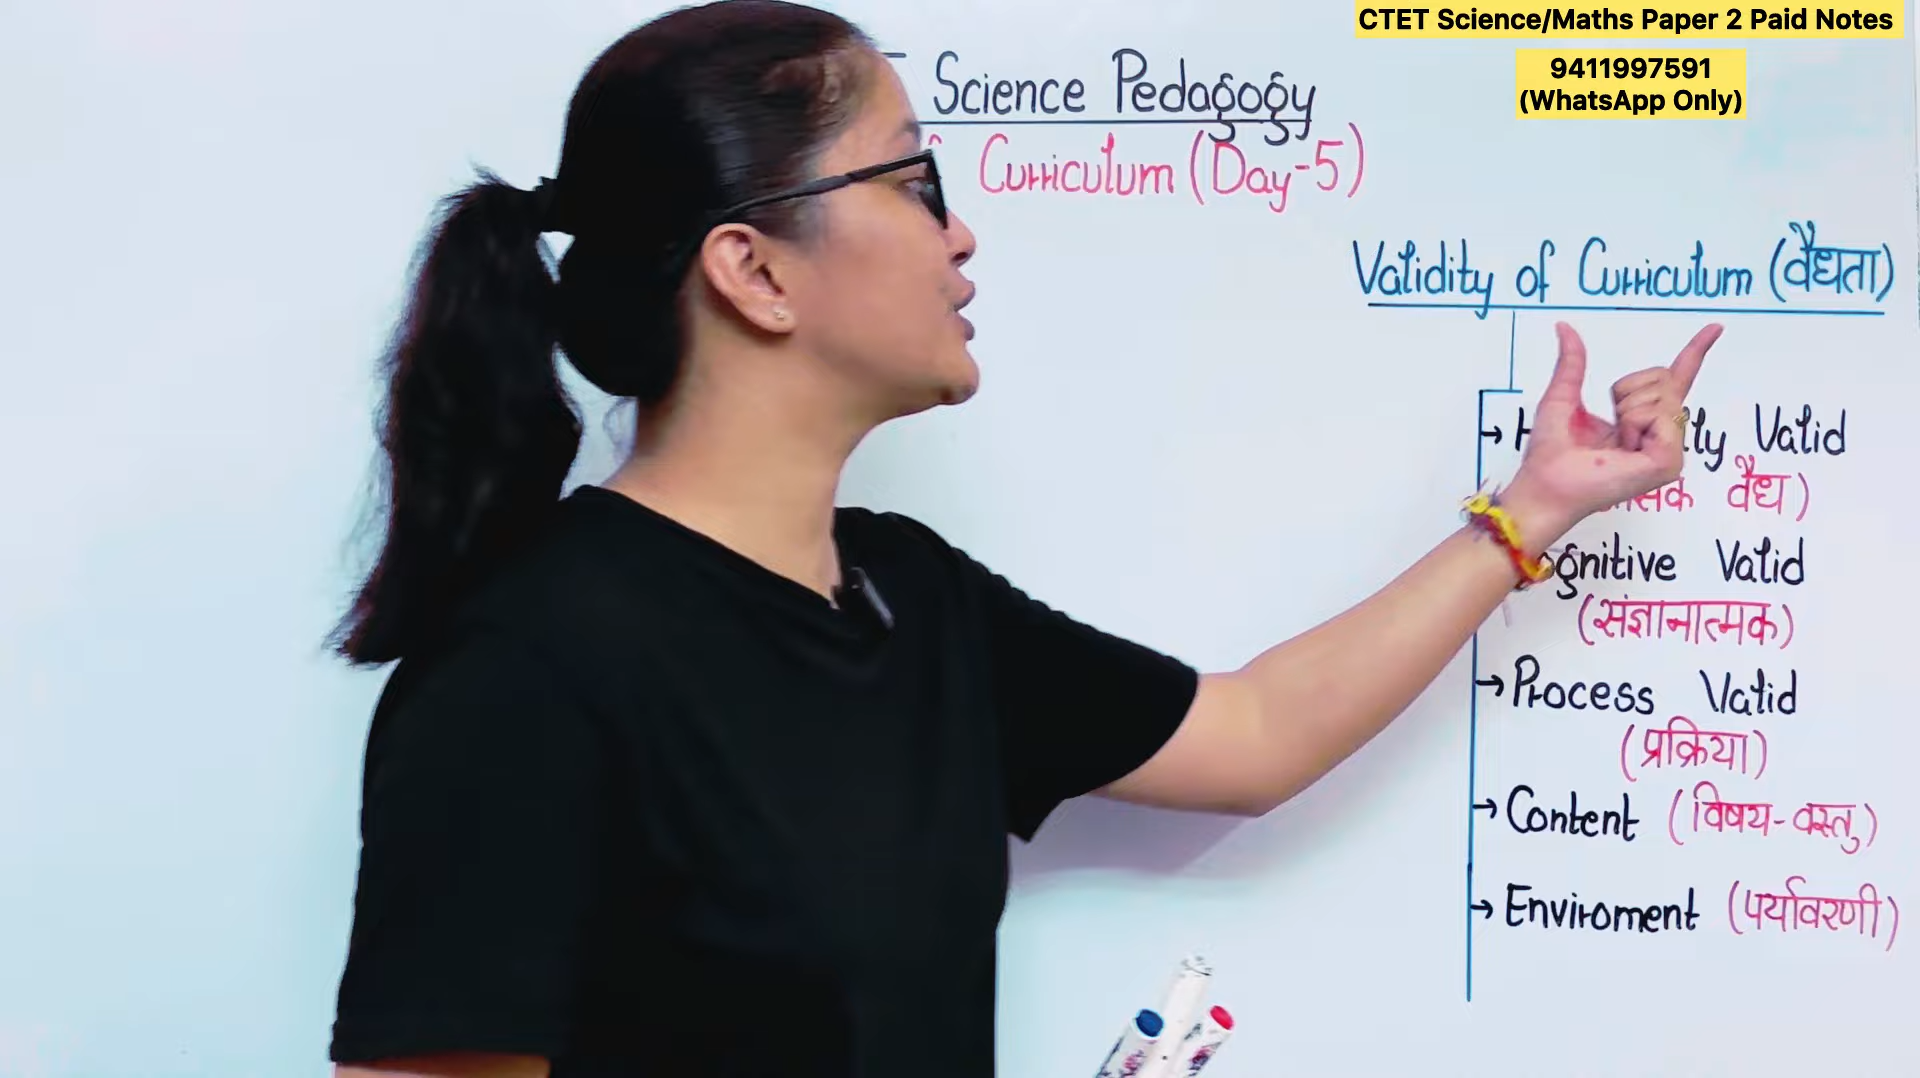 CTET Science/Maths Paper 2 Paid Notes
9411997591
(WhatsApp Only)
Science Pedagogy
Curriculum (Day-5)
Validity of Curriculum (वैधता)
Valid
वैध)
Valid
(संज्ञानात्मक)
→ Process Valid
(प्रक्रिया)
→ Content (विषय-वस्तु)
→ Enviroment (पर्यावरणी)